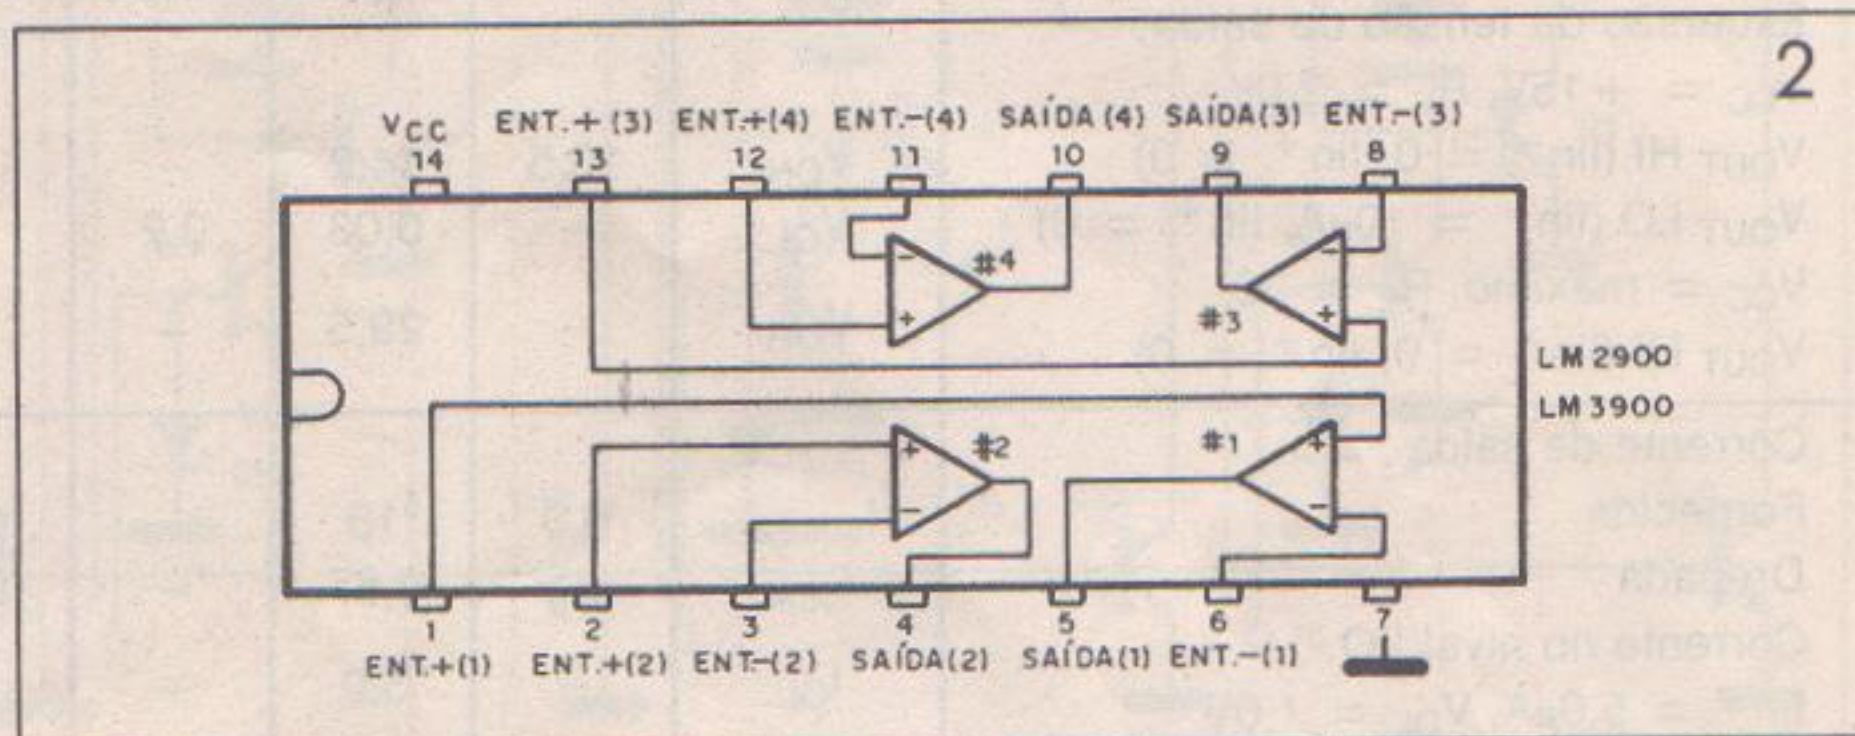 2
VCC ENT.+(3) ENT.+(4) ENT.-(4) SAÍDA(4) SAÍDA(3) ENT.-(3)
14 13 12 11 10 9 8
- #4 -
+ #3 +
LM2900
LM3900
+ #2 #1 +
- -
1 2 3 4 5 6 7
ENT.+(1) ENT.+(2) ENT.-(2) SAÍDA(2) SAÍDA(1) ENT.-(1)